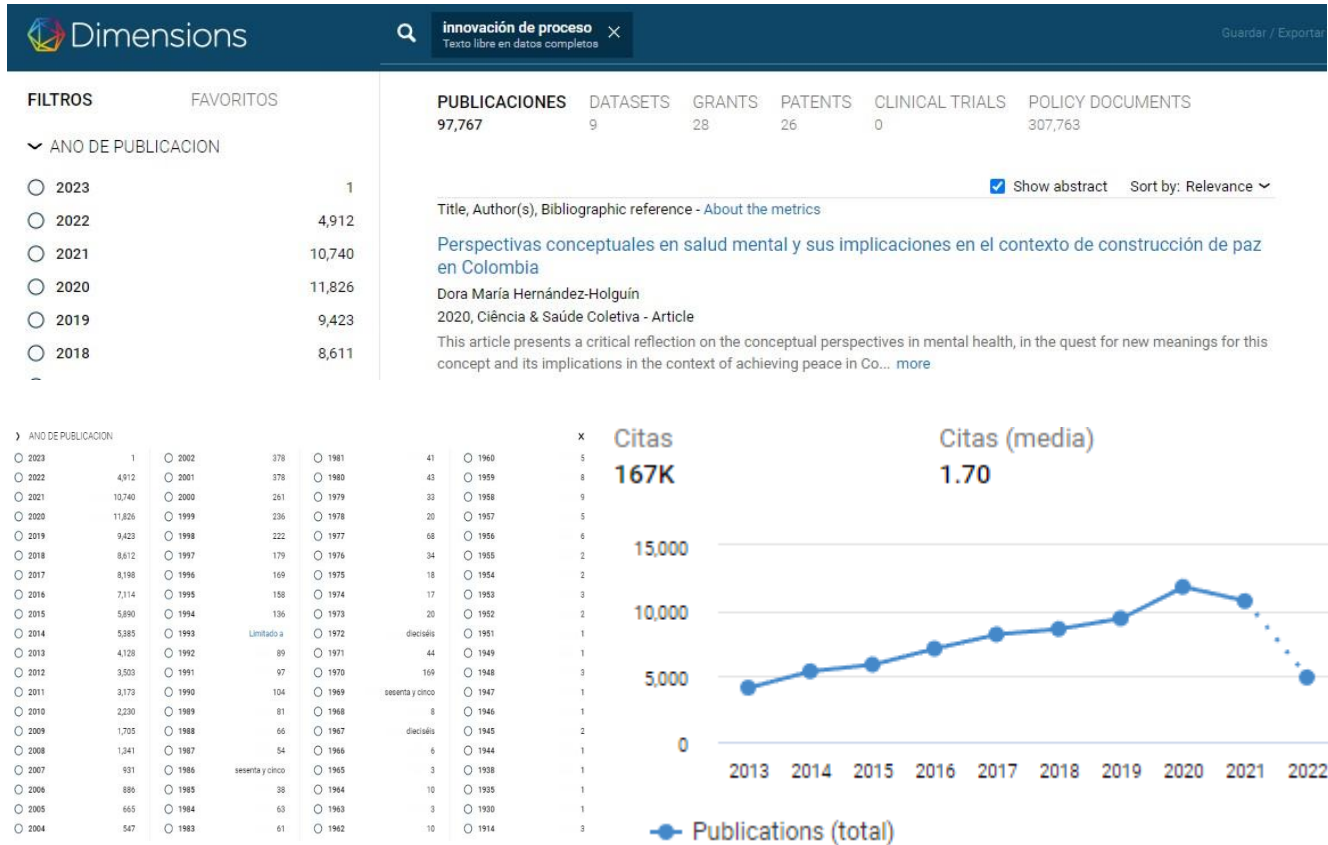 Dimensions
innovación de proceso
Texto libre en datos completos
Guardar / Exportar
FILTROS FAVORITOS
ANO DE PUBLICACION
2023 1
2022 4,912
2021 10,740
2020 11,826
2019 9,423
2018 8,611
PUBLICACIONES DATASETS GRANTS PATENTS CLINICAL TRIALS POLICY DOCUMENTS
97,767 9 28 26 0 307,763
Show abstract Sort by: Relevance
Title, Author(s), Bibliographic reference - About the metrics
Perspectivas conceptuales en salud mental y sus implicaciones en el contexto de construcción de paz
en Colombia
Dora María Hernández-Holguín
2020, Ciência & Saúde Coletiva - Article
This article presents a critical reflection on the conceptual perspectives in mental health, in the quest for new meanings for this
concept and its implications in the context of achieving peace in Co... more
ANO DE PUBLICACION x
2023 1 2002 378 1981 41 1960 5
2022 4,912 2001 378 1980 43 1959 8
2021 10,740 2000 261 1979 33 1958 9
2020 11,826 1999 236 1978 20 1957 5
2019 9,423 1998 222 1977 68 1956 6
2018 8,612 1997 179 1976 34 1955 2
2017 8,198 1996 169 1975 18 1954 2
2016 7,114 1995 158 1974 17 1953 3
2015 5,890 1994 136 1973 20 1952 2
2014 5,385 1993 Limitado a 1972 dieciséis 1951 1
2013 4,128 1992 89 1971 44 1949 1
2012 3,503 1991 97 1970 169 1948 3
2011 3,173 1990 104 1969 sesenta y cinco 1947 1
2010 2,230 1989 81 1968 8 1946 1
2009 1,705 1988 66 1967 dieciséis 1945 2
2008 1,341 1987 54 1966 6 1944 1
2007 931 1986 sesenta y cinco 1965 3 1938 1
2006 886 1985 38 1964 10 1935 1
2005 665 1984 63 1963 3 1930 1
2004 547 1983 61 1962 10 1914 3
Citas Citas (media)
167K 1.70
15,000
10,000
5,000
0
2013 2014 2015 2016 2017 2018 2019 2020 2021 2022
Publications (total)